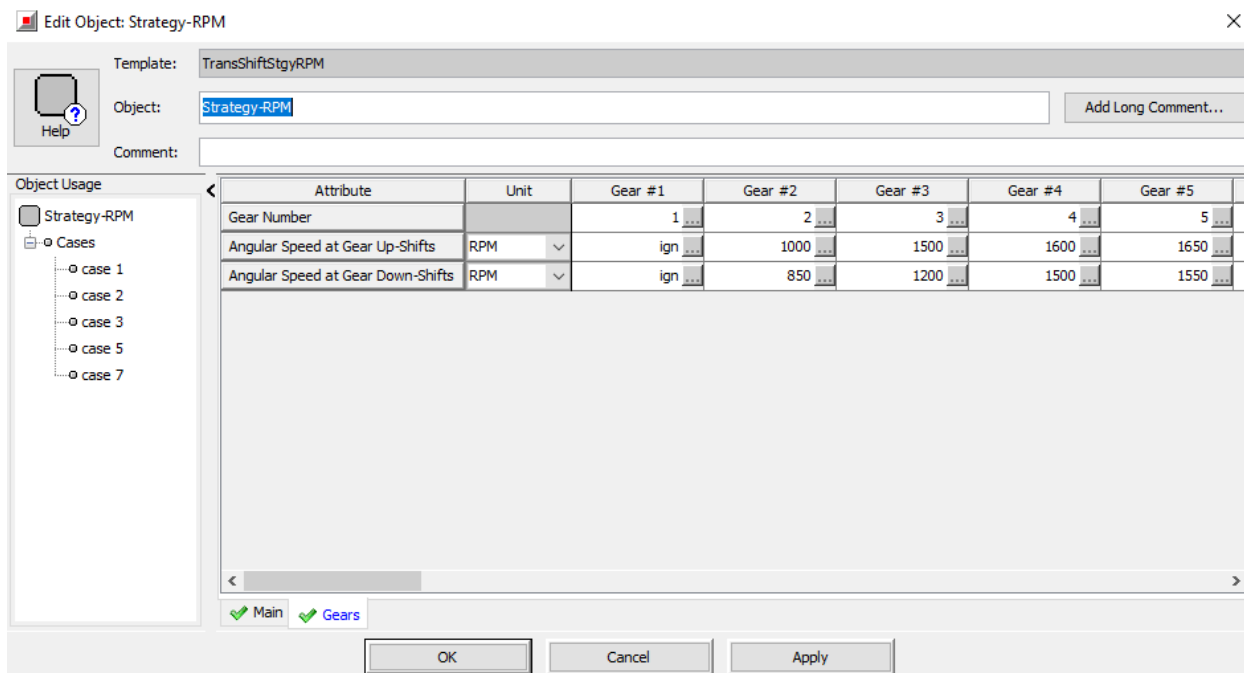 Edit Object: Strategy-RPM
Template: TransShiftStgyRPM
Help
Object: Strategy-RPM Add Long Comment...
Comment:
Object Usage
Strategy-RPM
Cases
case 1
case 2
case 3
case 5
case 7
Attribute Unit Gear #1 Gear #2 Gear #3 Gear #4 Gear #5
Gear Number 1 ... 2 ... 3 ... 4 ... 5 ...
Angular Speed at Gear Up-Shifts RPM ign ... 1000 ... 1500 ... 1600 ... 1650 ...
Angular Speed at Gear Down-Shifts RPM ign ... 850 ... 1200 ... 1500 ... 1550 ...
Main Gears
OK Cancel Apply